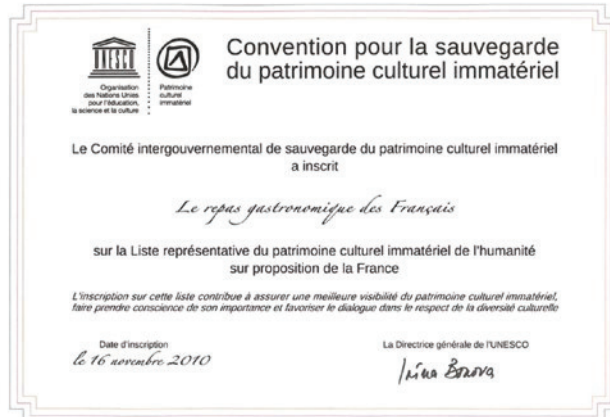 Convention pour la sauvegarde
du patrimoine culturel immatériel
UNESCO
Organisation
des Nations Unies
pour l'éducation,
la science et la culture
Patrimoine
culturel
immatériel
Le Comité intergouvernemental de sauvegarde du patrimoine culturel immatériel
a inscrit
Le repas gastronomique des Français
sur la Liste représentative du patrimoine culturel immatériel de l'humanité
sur proposition de la France
L'inscription sur cette liste contribue à assurer une meilleure visibilité du patrimoine culturel immatériel,
faire prendre conscience de son importance et favoriser le dialogue dans le respect de la diversité culturelle
Date d'inscription
le 16 novembre 2010
La Directrice générale de l'UNESCO
Irina Bokova